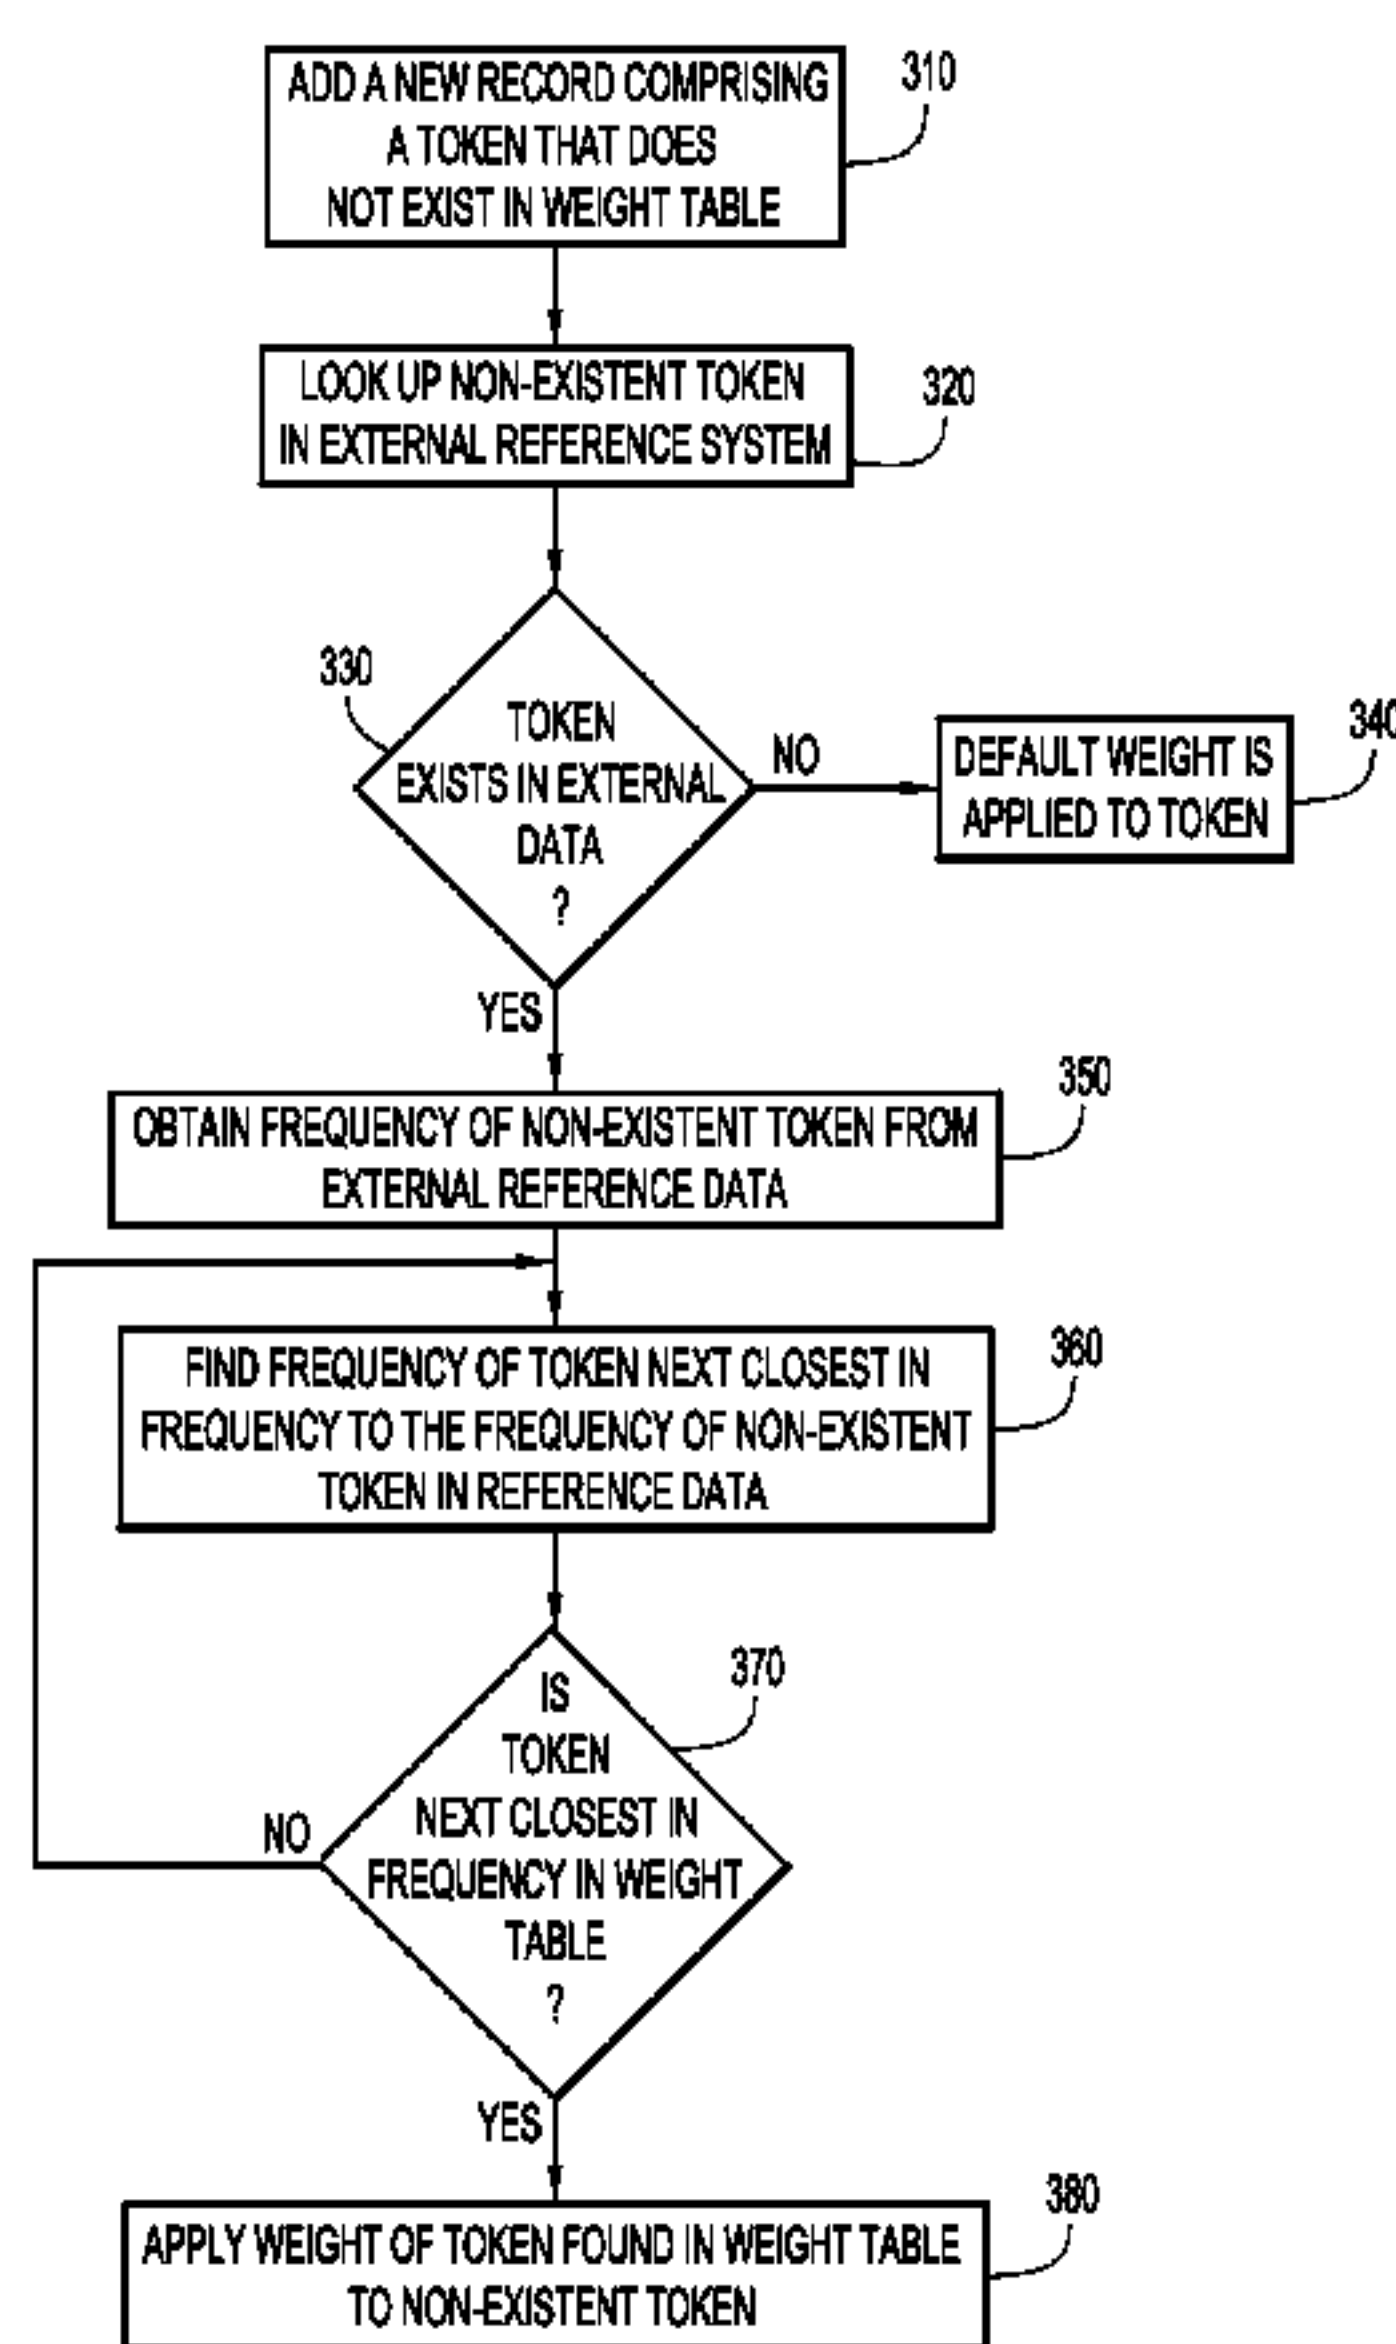 ADD A NEW RECORD COMPRISING
A TOKEN THAT DOES
NOT EXIST IN WEIGHT TABLE
310
LOOK UP NON-EXISTENT TOKEN
IN EXTERNAL REFERENCE SYSTEM
320
330
TOKEN
EXISTS IN EXTERNAL
DATA
?
NO
DEFAULT WEIGHT IS
APPLIED TO TOKEN
340
YES
OBTAIN FREQUENCY OF NON-EXISTENT TOKEN FROM
EXTERNAL REFERENCE DATA
350
FIND FREQUENCY OF TOKEN NEXT CLOSEST IN
FREQUENCY TO THE FREQUENCY OF NON-EXISTENT
TOKEN IN REFERENCE DATA
360
IS
TOKEN
NEXT CLOSEST IN
FREQUENCY IN WEIGHT
TABLE
?
370
NO
YES
APPLY WEIGHT OF TOKEN FOUND IN WEIGHT TABLE
TO NON-EXISTENT TOKEN
380